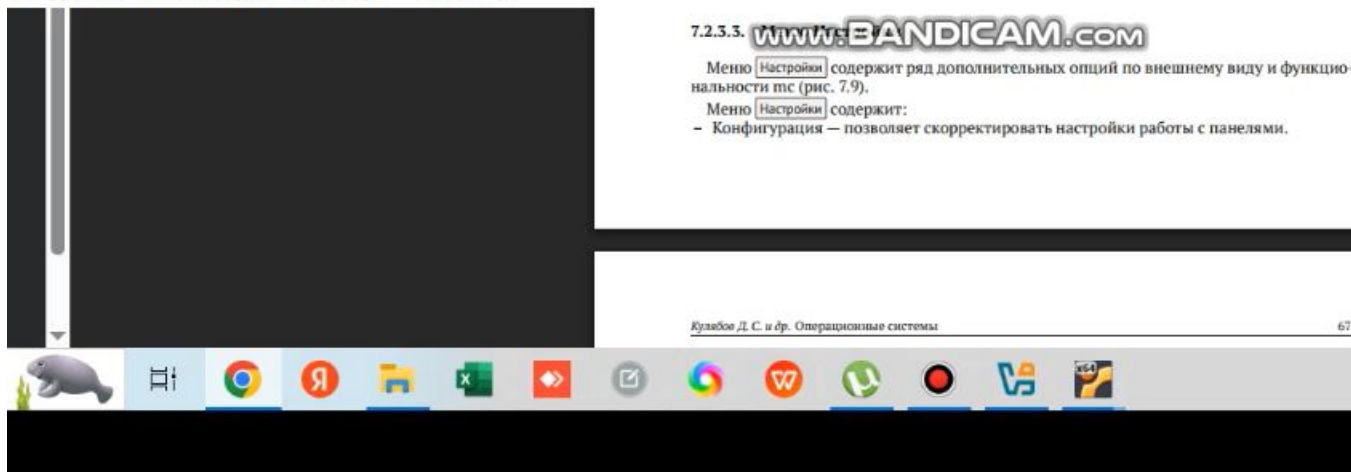 7.2.3.3.
WWW.BANDICAM.COM
Меню Настройки содержит ряд дополнительных опций по внешнему виду и функцио-
нальности mc (рис. 7.9).
Меню Настройки содержит:
– Конфигурация — позволяет скорректировать настройки работы с панелями.
Кулябов Д. С. и др. Операционные системы 67
Я
x64